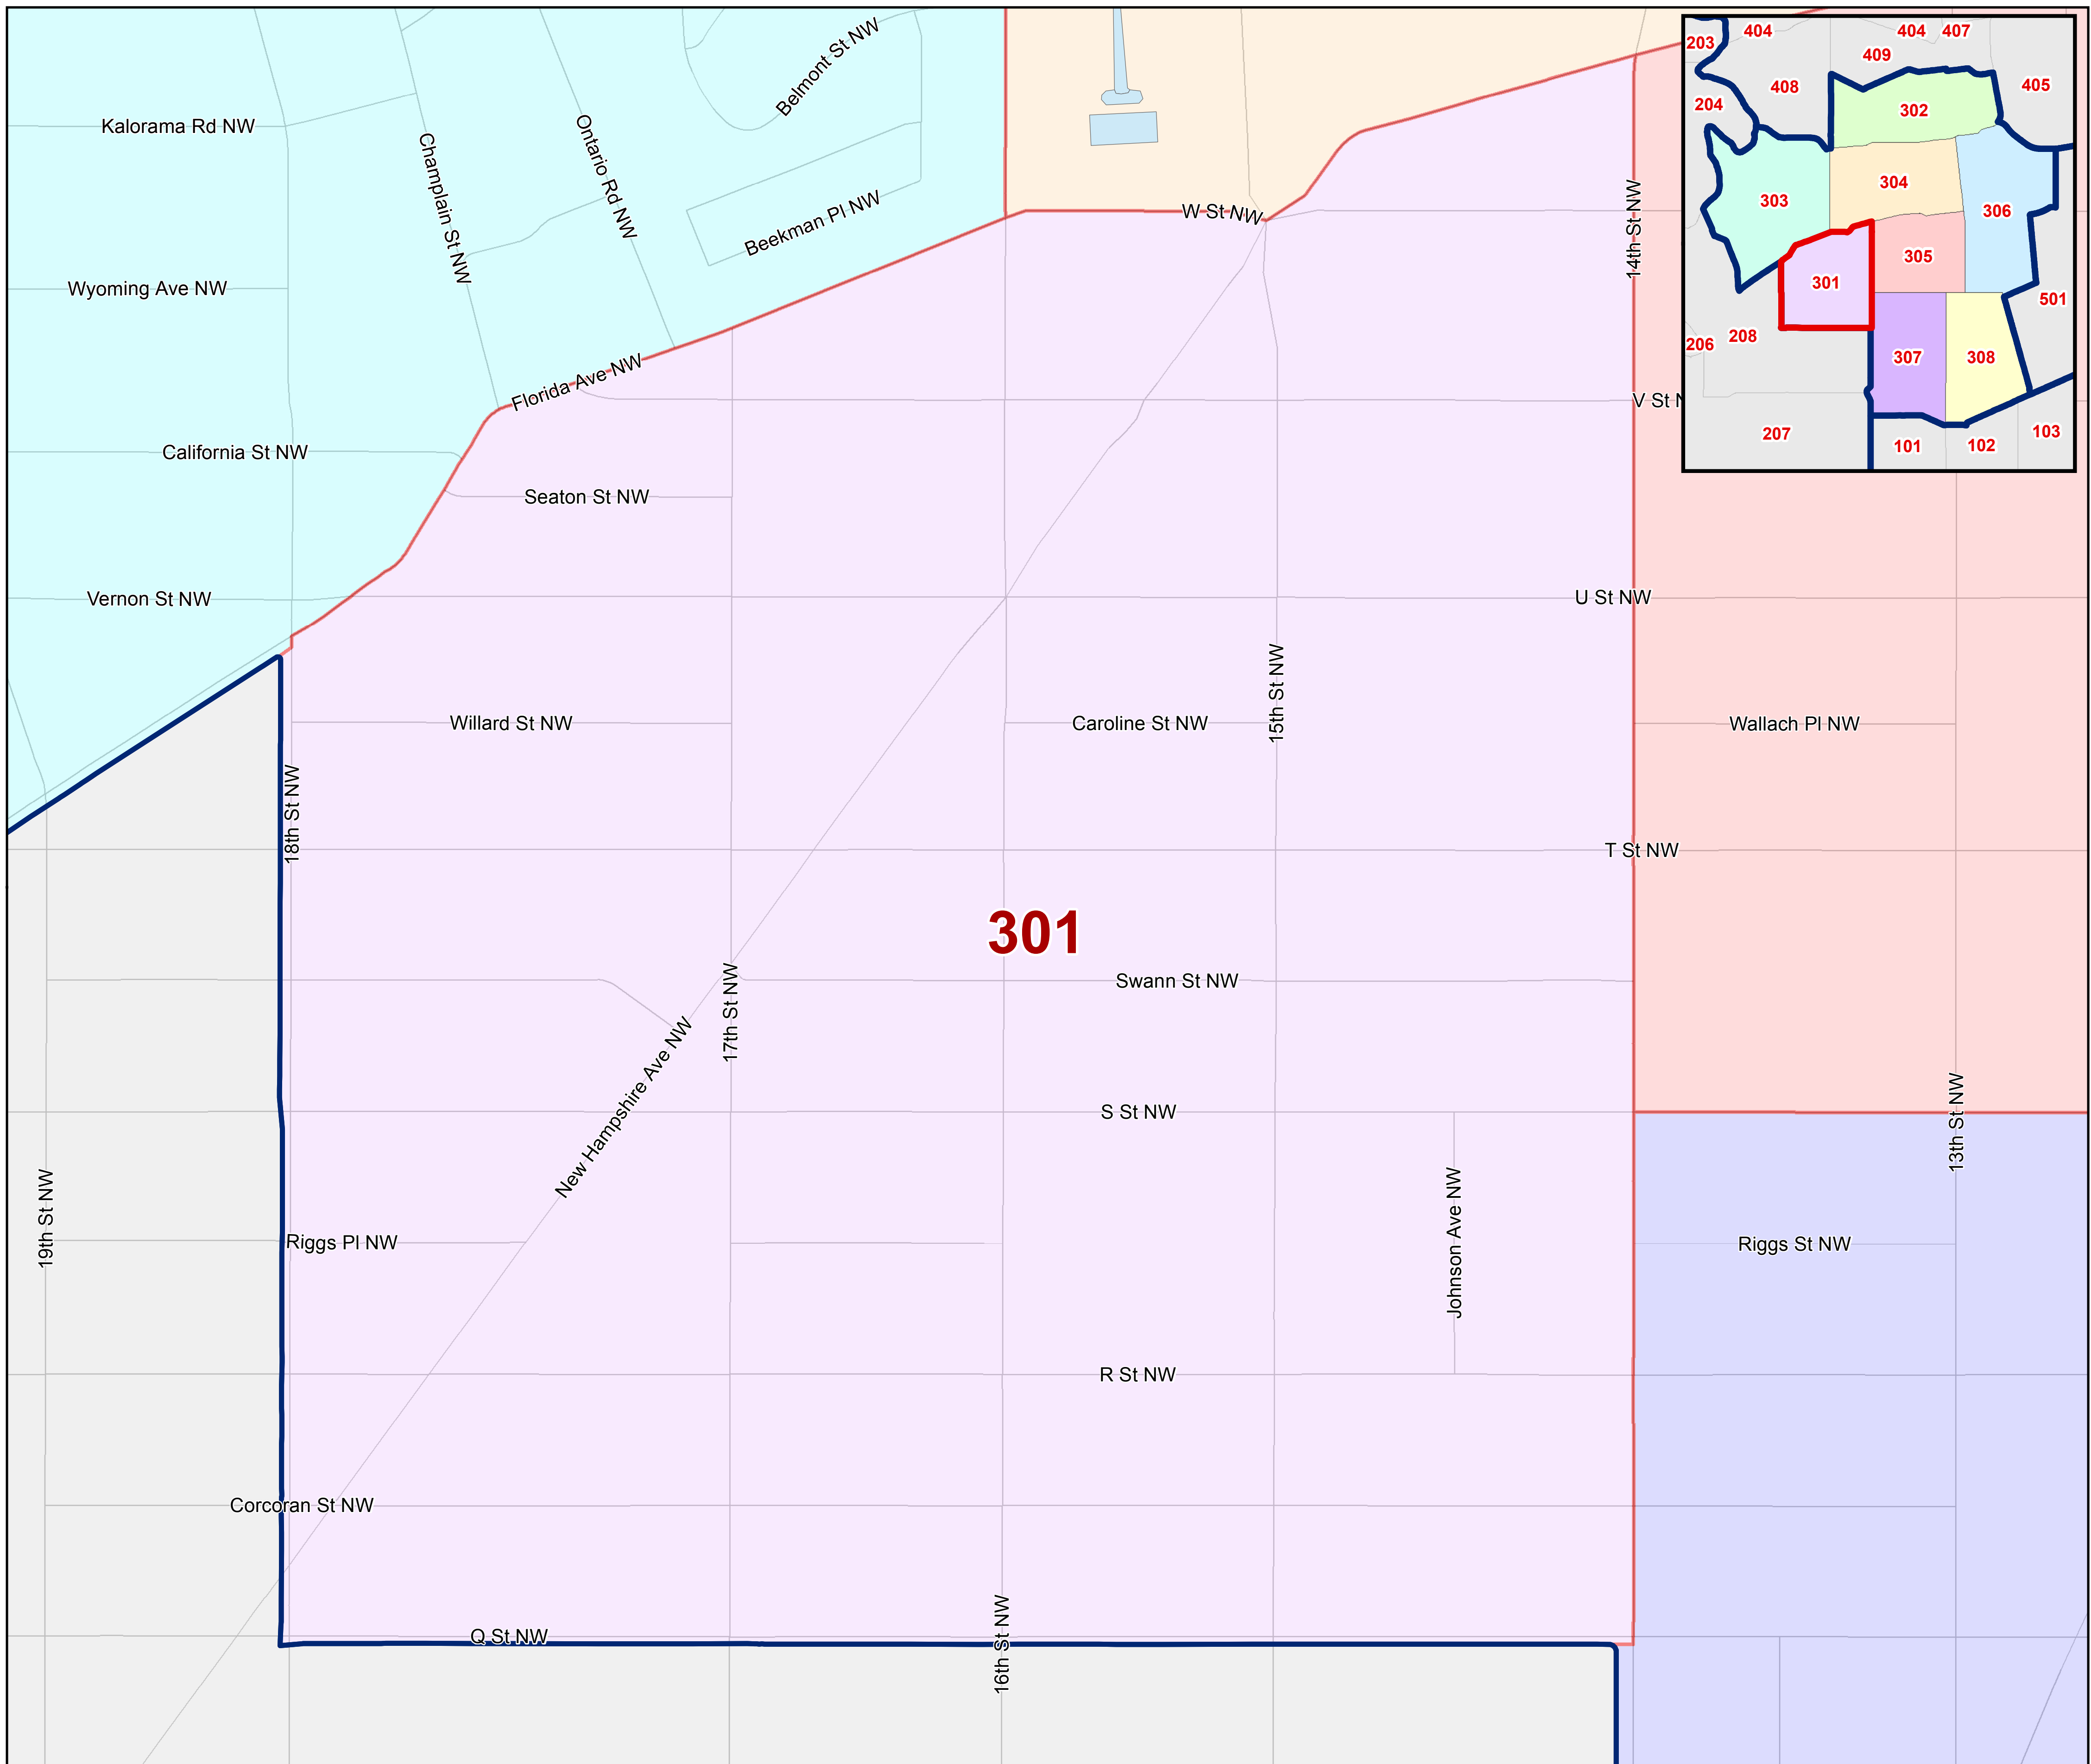 Belmont St NW
Kalorama Rd NW
Champlain St NW
Ontario Rd NW
Beekman Pl NW
W St NW
14th St NW
Wyoming Ave NW
Florida Ave NW
V St N
California St NW
Seaton St NW
Vernon St NW
U St NW
Willard St NW
Caroline St NW
15th St NW
Wallach Pl NW
18th St NW
T St NW
301
Swann St NW
17th St NW
New Hampshire Ave NW
S St NW
13th St NW
19th St NW
Riggs Pl NW
Johnson Ave NW
Riggs St NW
R St NW
Corcoran St NW
Q St NW
16th St NW
203
404
404
407
409
408
405
204
302
303
304
306
305
301
501
208
206
307
308
207
101
102
103